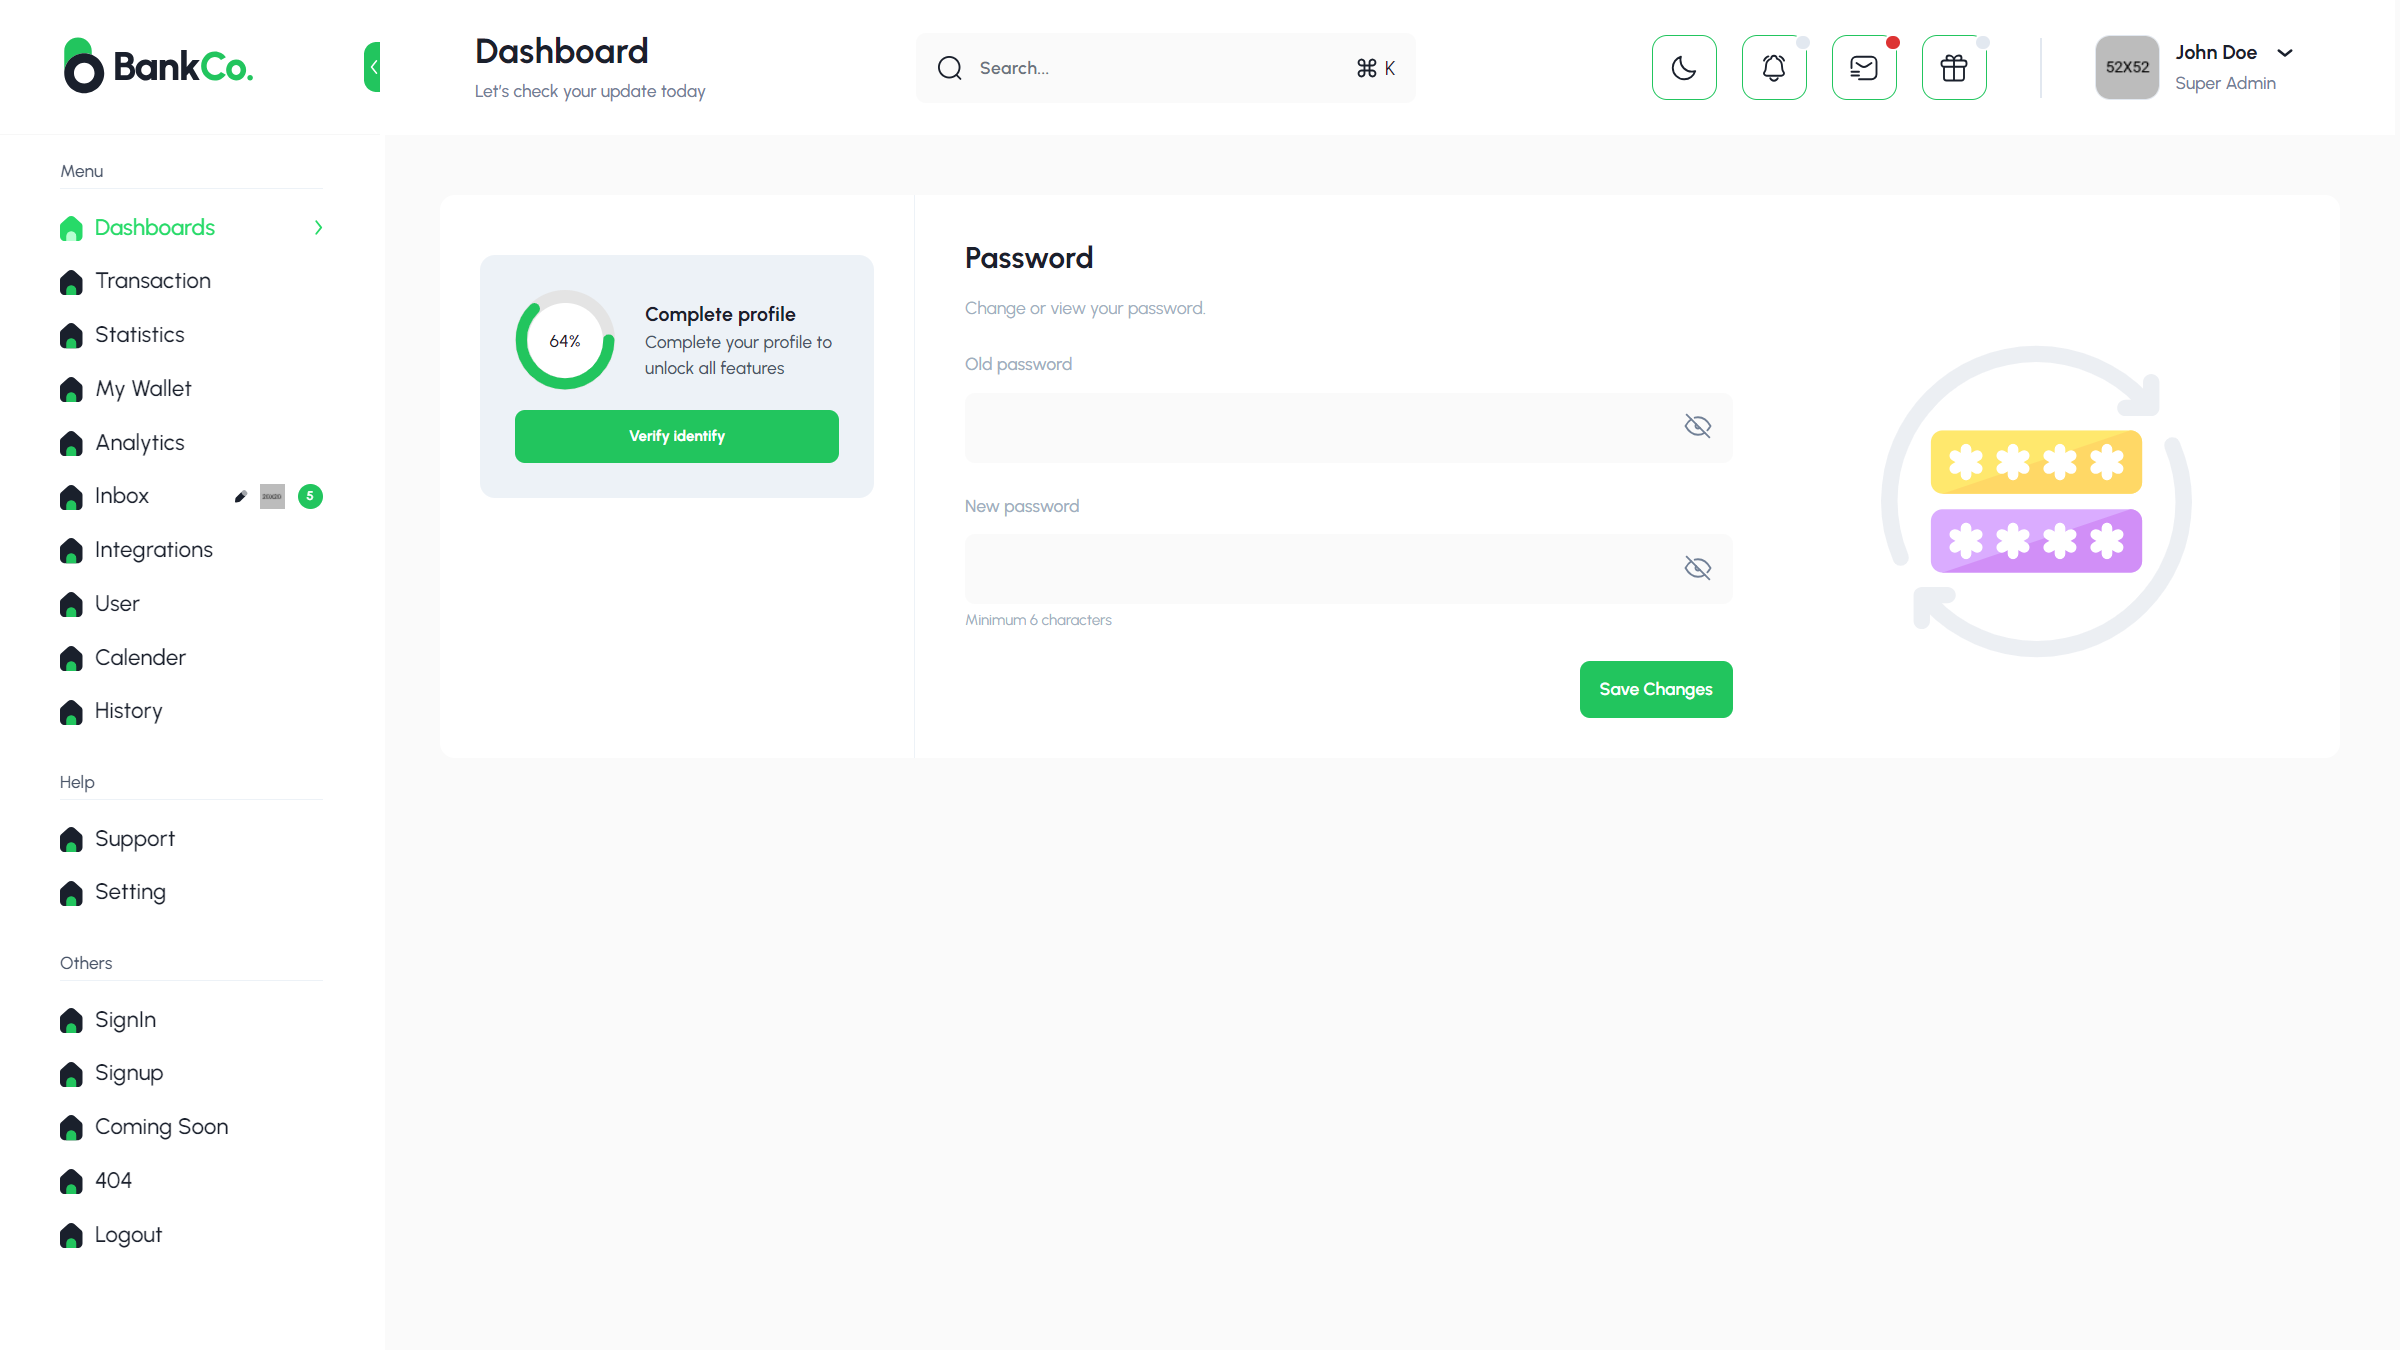 BankCo.
Dashboard
Let's check your update today
Search...
⌘ K
52X52
John Doe
Super Admin
Menu
Dashboards
Transaction
Statistics
My Wallet
Analytics
Inbox
20x20
5
Integrations
User
Calender
History
Help
Support
Setting
Others
SignIn
Signup
Coming Soon
404
Logout
64%
Complete profile
Complete your profile to
unlock all features
Verify identify
Password
Change or view your password.
Old password
New password
Minimum 6 characters
Save Changes